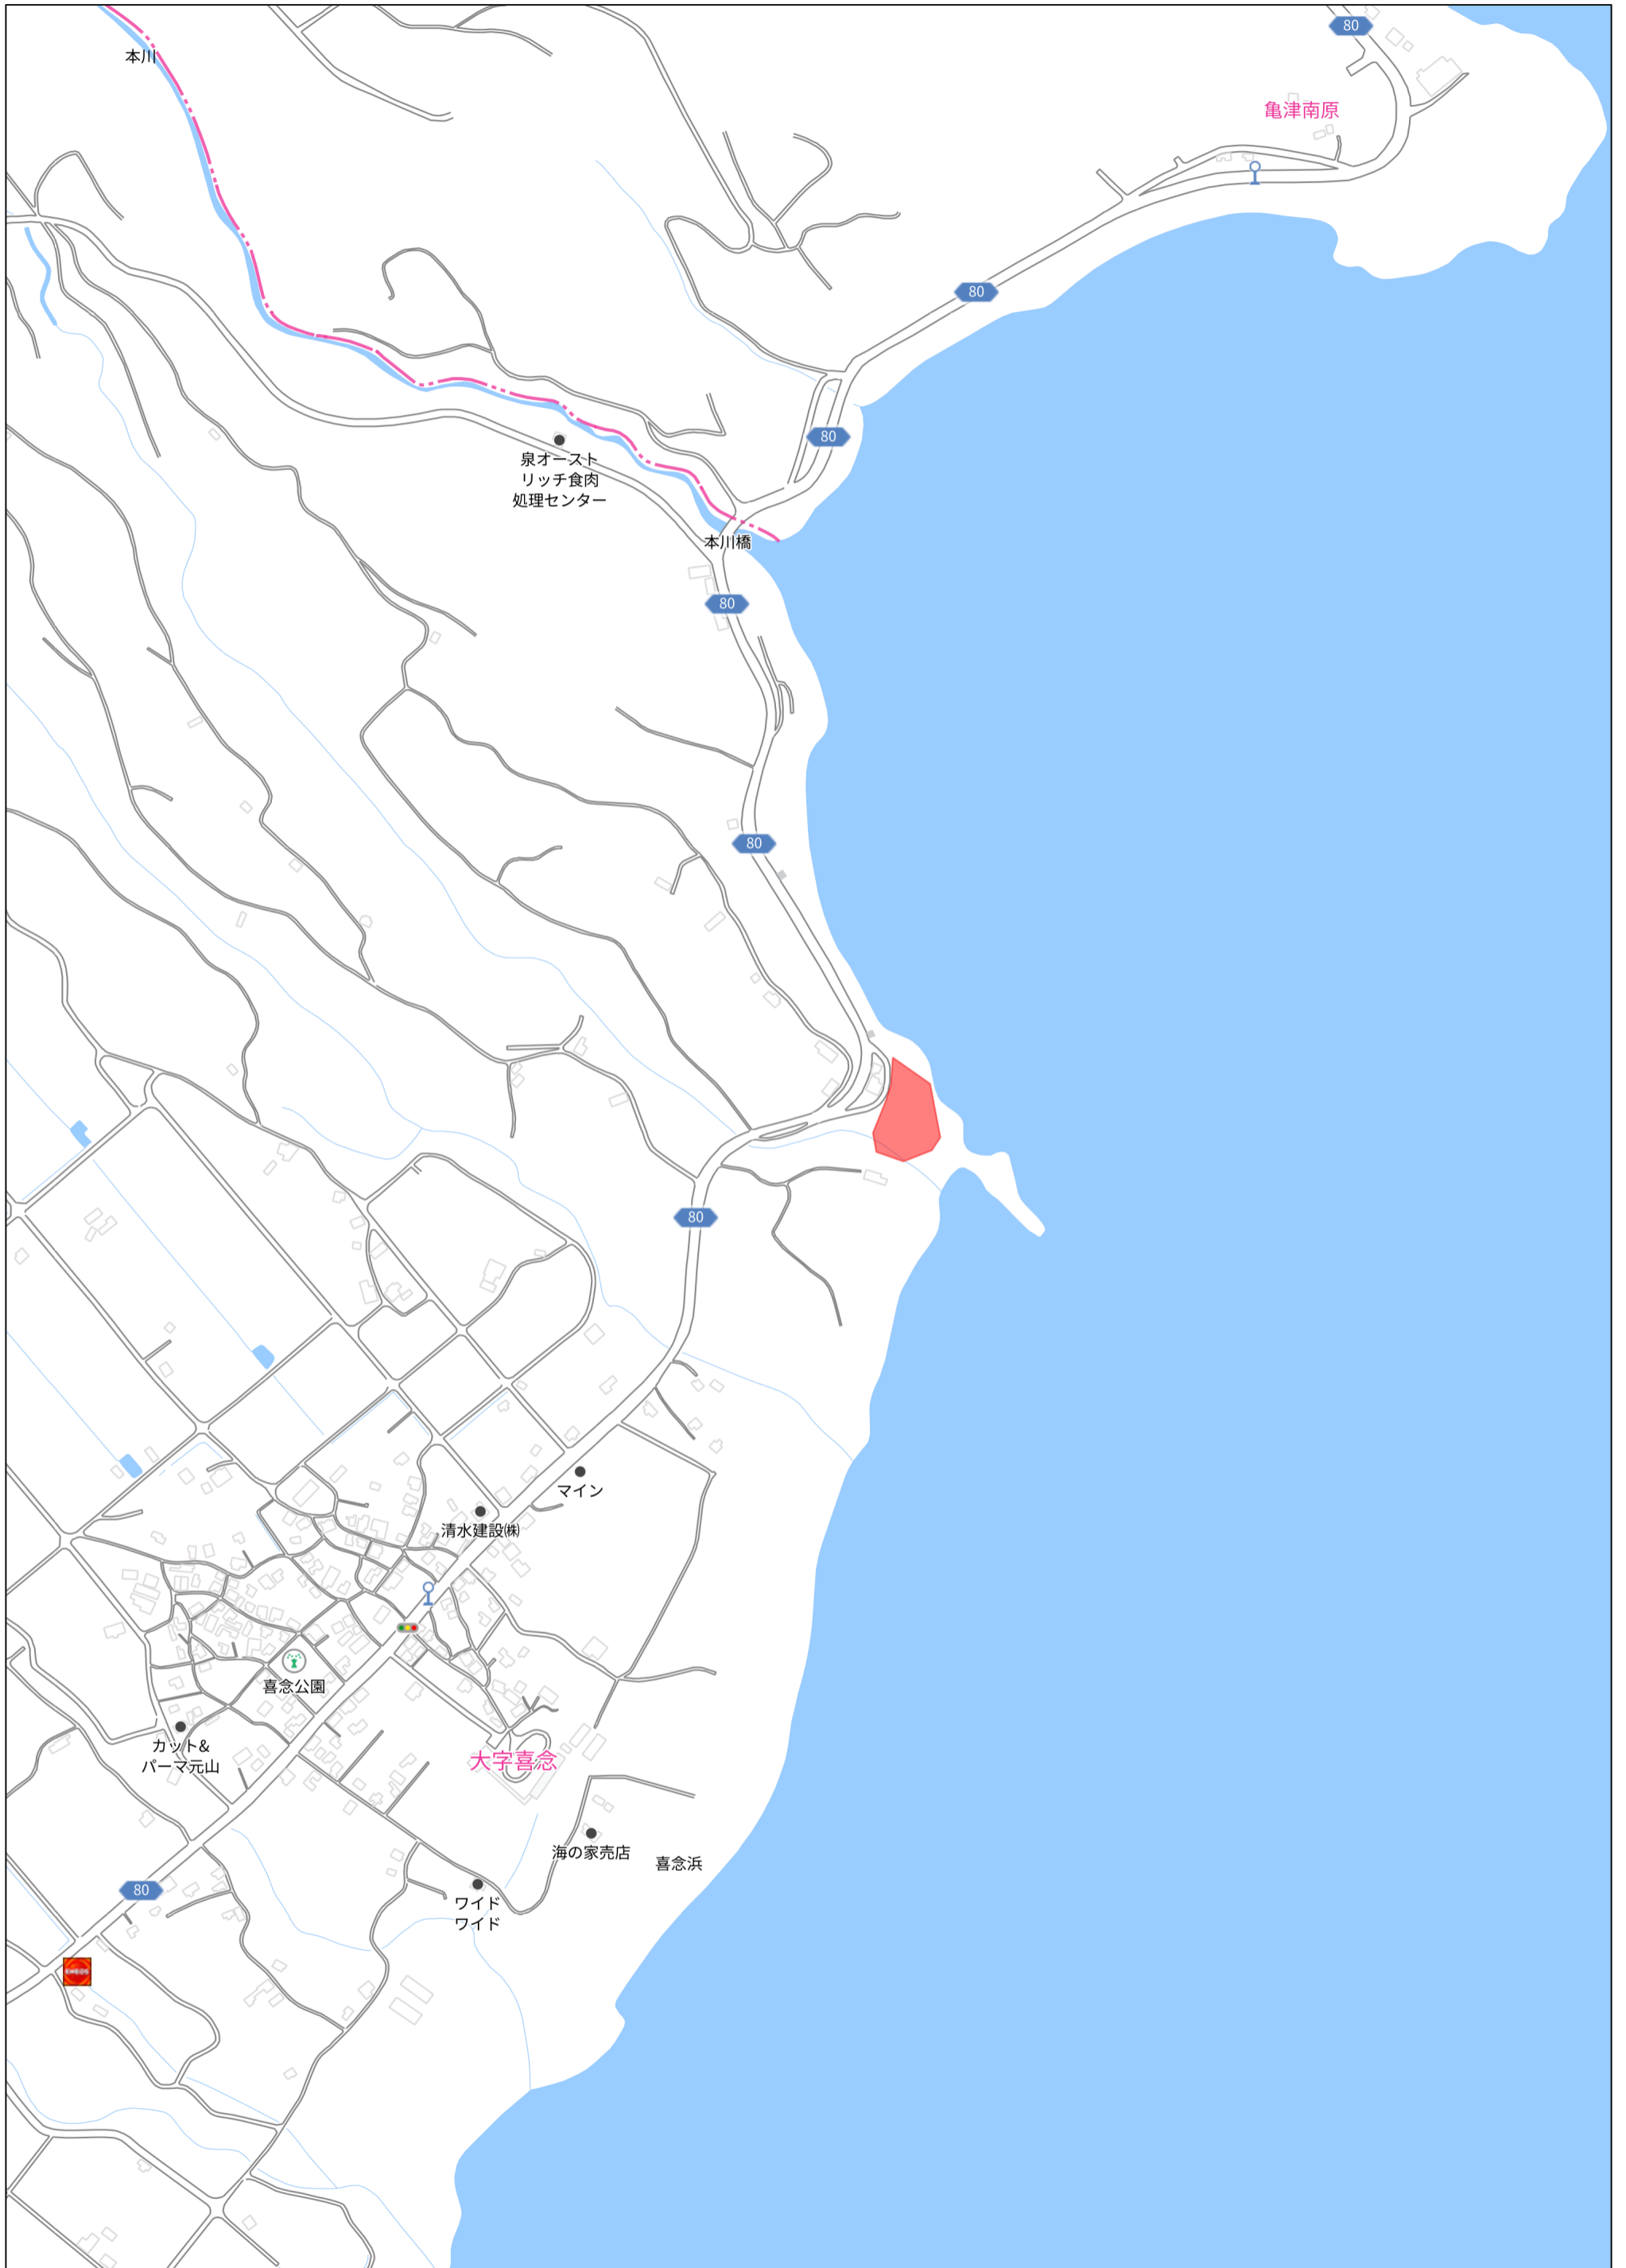 80
本川
亀津南原
80
80
泉オースト
リッチ食肉
処理センター
本川橋
80
80
80
マイン
清水建設㈱
喜念公園
カット&
パーマ元山
大字喜念
海の家売店
喜念浜
80
ワイド
ワイド
ENEOS